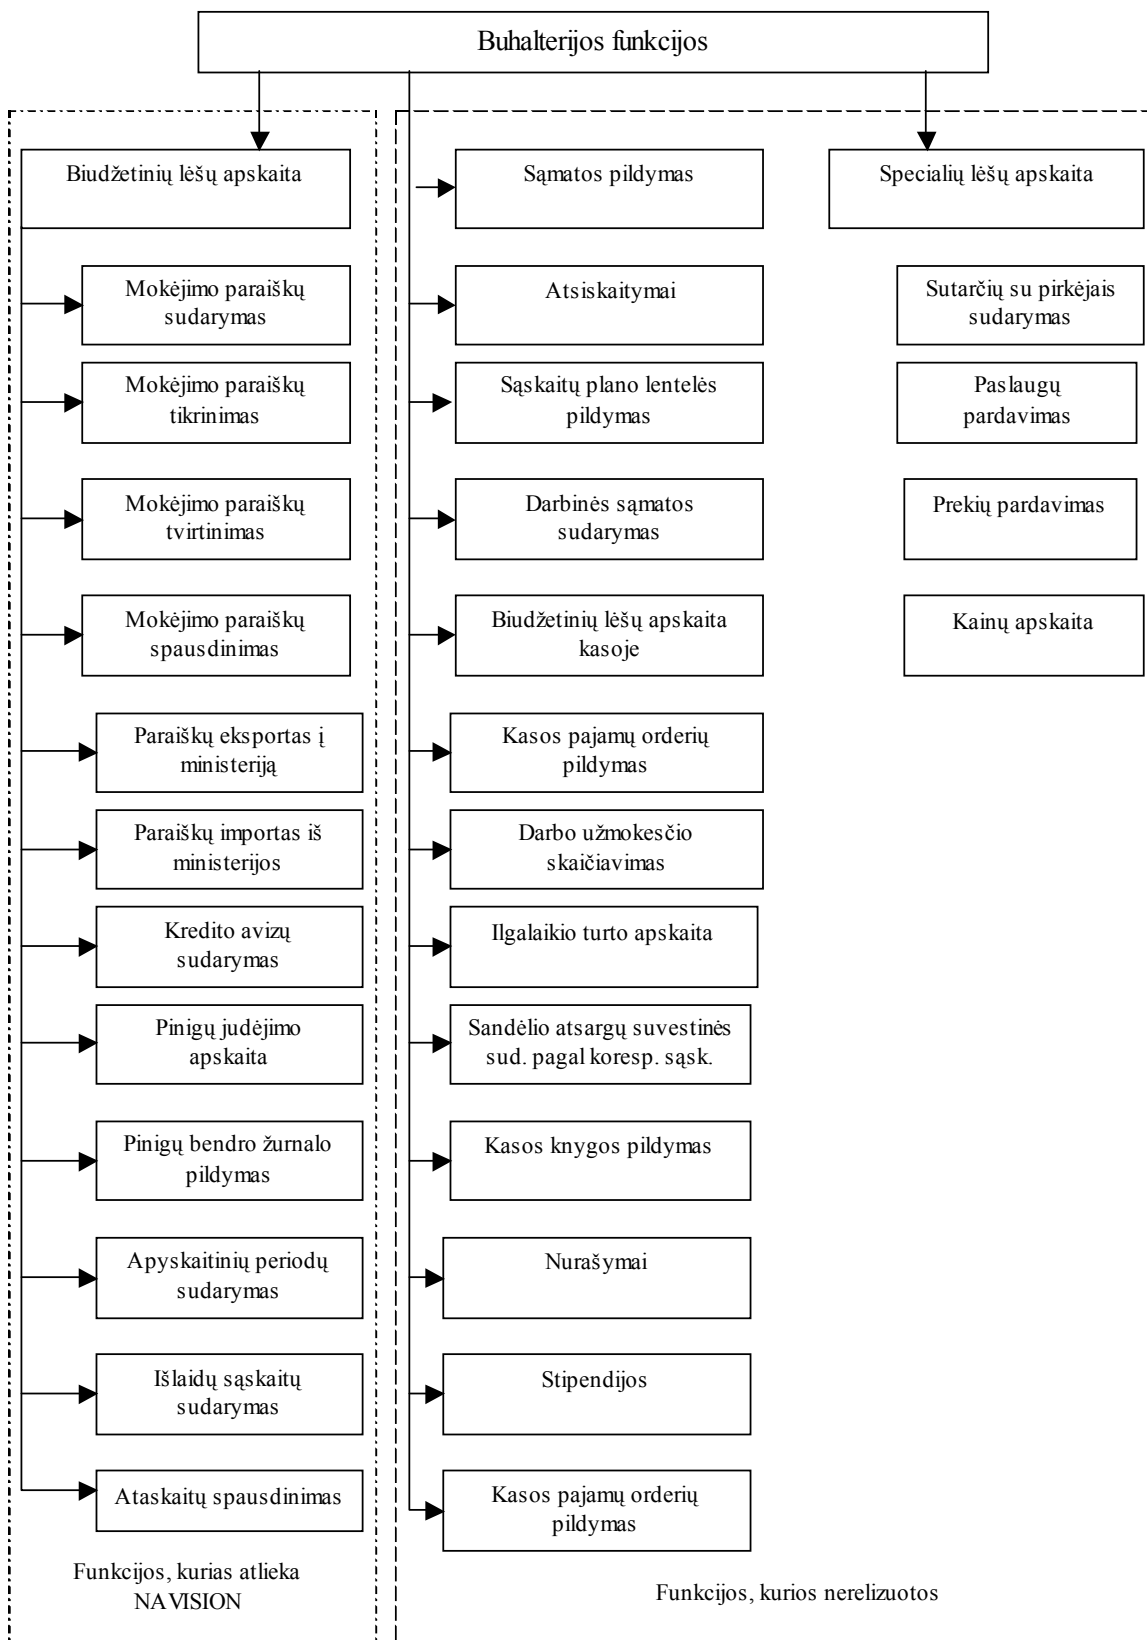 Buhalterijos funkcijos
Biudžetinių lėšų apskaita
Mokėjimo paraiškų
sudarymas
Mokėjimo paraiškų
tikrinimas
Mokėjimo paraiškų
tvirtinimas
Mokėjimo paraiškų
spausdinimas
Paraiškų eksportas į
ministeriją
Paraiškų importas iš
ministerijos
Kredito avizų
sudarymas
Pinigų judėjimo
apskaita
Pinigų bendro žurnalo
pildymas
Apyskaitinių periodų
sudarymas
Išlaidų sąskaitų
sudarymas
Ataskaitų spausdinimas
Funkcijos, kurias atlieka
NAVISION
Sąmatos pildymas
Atsiskaitymai
Sąskaitų plano lentelės
pildymas
Darbinės sąmatos
sudarymas
Biudžetinių lėšų apskaita
kasoje
Kasos pajamų orderių
pildymas
Darbo užmokesčio
skaičiavimas
Ilgalaikio turto apskaita
Sandėlio atsargų suvestinės
sud. pagal koresp. sąsk.
Kasos knygos pildymas
Nurašymai
Stipendijos
Kasos pajamų orderių
pildymas
Specialių lėšų apskaita
Sutarčių su pirkėjais
sudarymas
Paslaugų
pardavimas
Prekių pardavimas
Kainų apskaita
Funkcijos, kurios nerelizuotos